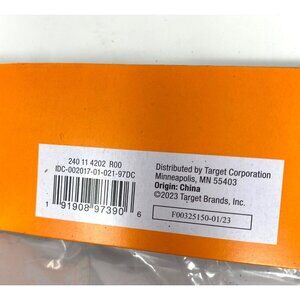 240 11 4202 R00
IDC-002017-01-021-97DC
1 91908 97390 6
Distributed by Target Corporation
Minneapolis, MN 55403
Origin: China
©2023 Target Brands, Inc.
F00325150-01/23